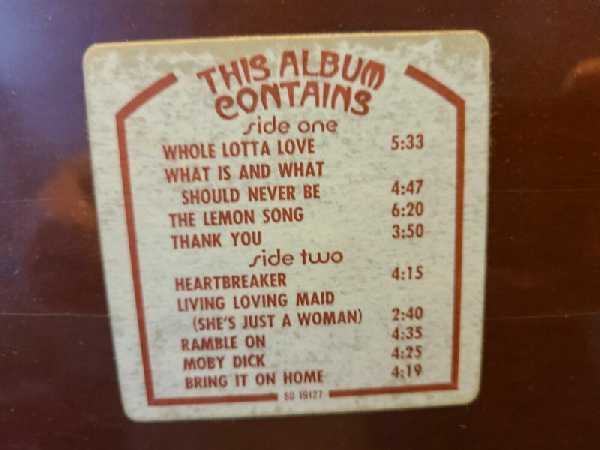 THIS ALBUM
CONTAINS
side one
WHOLE LOTTA LOVE 5:33
WHAT IS AND WHAT
SHOULD NEVER BE 4:47
THE LEMON SONG 6:20
THANK YOU 3:50
side two
HEARTBREAKER 4:15
LIVING LOVING MAID
(SHE'S JUST A WOMAN) 2:40
RAMBLE ON 4:35
MOBY DICK 4:25
BRING IT ON HOME 4:19
SD 19127